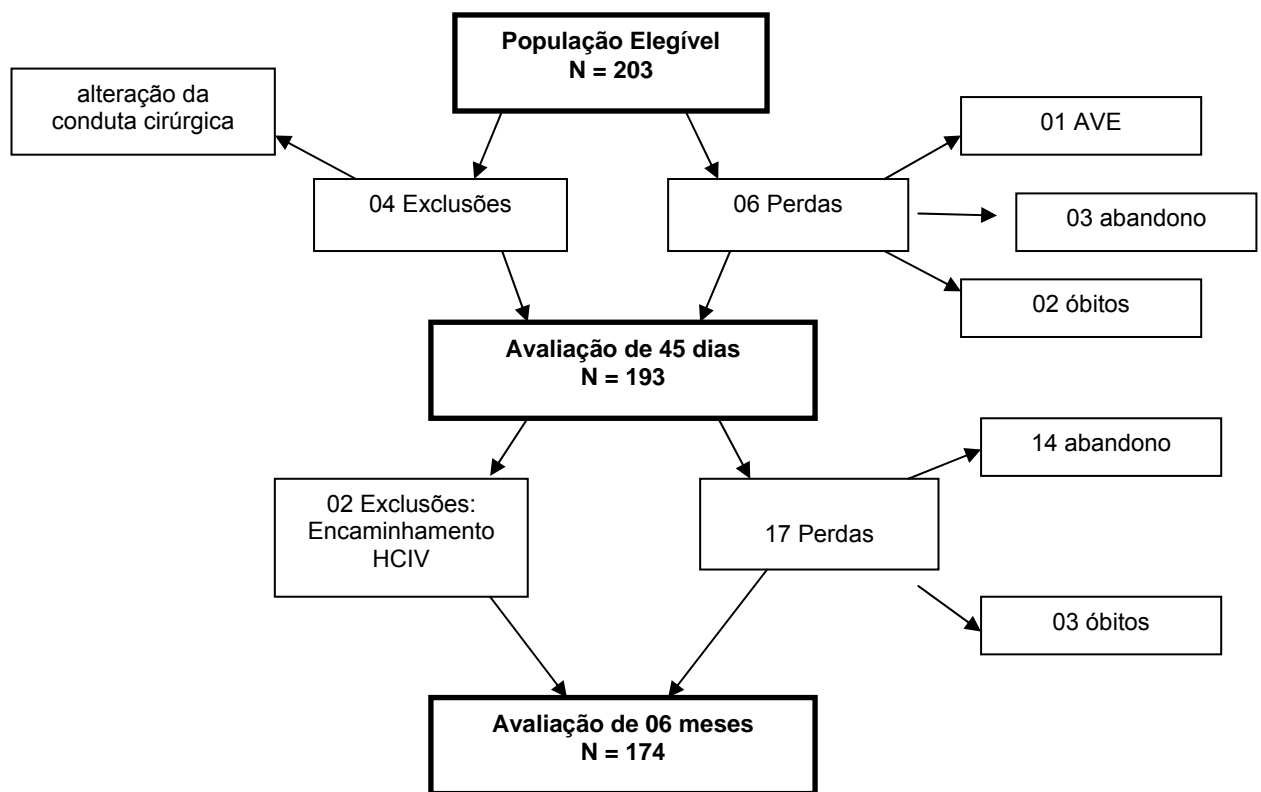 População Elegível
N = 203
alteração da
conduta cirúrgica
01 AVE
04 Exclusões
06 Perdas
03 abandono
02 óbitos
Avaliação de 45 dias
N = 193
14 abandono
02 Exclusões:
Encaminhamento
HCIV
17 Perdas
03 óbitos
Avaliação de 06 meses
N = 174